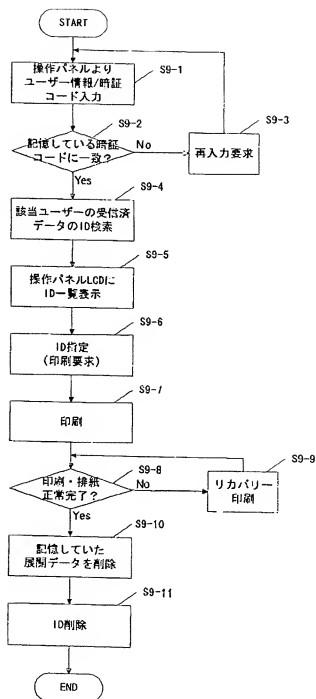 START
操作パネルより
ユーザー情報/暗証
コード入力
S9-1
S9-2
記憶している暗証
コードに一致?
No
S9-3
再入力要求
Yes
S9-4
該当ユーザーの受信済
データのID検索
S9-5
操作パネルLCDに
ID一覧表示
S9-6
ID指定
(印刷要求)
S9-7
印刷
S9-8
印刷・排紙
正常完了?
No
S9-9
リカバリー
印刷
Yes
S9-10
記憶していた
展開データを削除
S9-11
ID削除
END